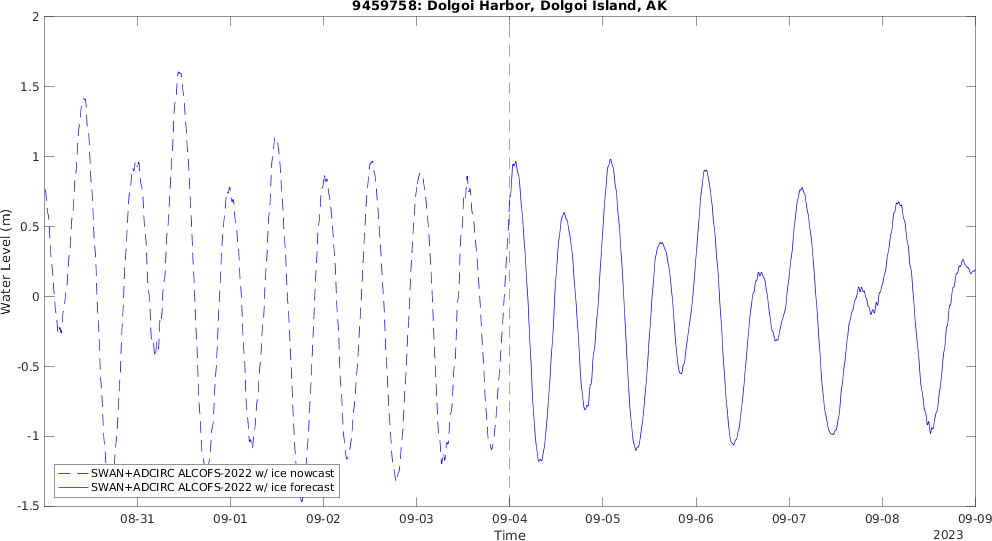 9459758: Dolgoi Harbor, Dolgoi Island, AK
Water Level (m)
2
1.5
1
0.5
0
-0.5
-1
-1.5
SWAN+ADCIRC ALCOFS-2022 w/ ice nowcast
SWAN+ADCIRC ALCOFS-2022 w/ ice forecast
08-31 09-01 09-02 09-03 09-04 09-05 09-06 09-07 09-08 09-09
Time
2023